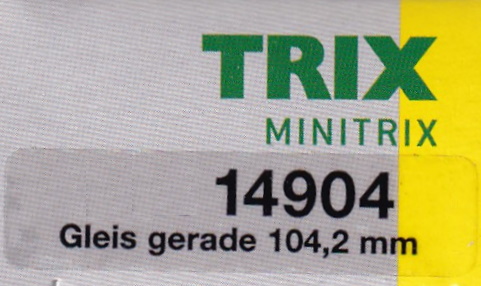 TRIX
MINITRIX
14904
Gleis gerade 104,2 mm